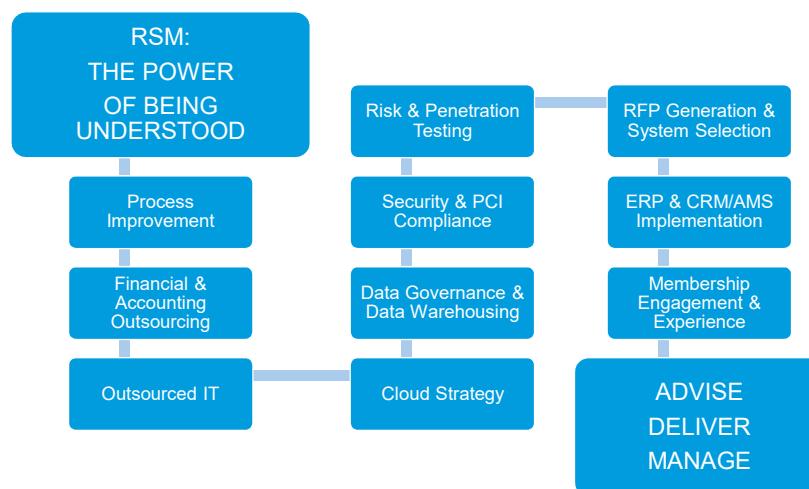 RSM:
THE POWER
OF BEING
UNDERSTOOD
Process
Improvement
Financial &
Accounting
Outsourcing
Outsourced IT
Cloud Strategy
Data Governance &
Data Warehousing
Security & PCI
Compliance
Risk & Penetration
Testing
RFP Generation &
System Selection
ERP & CRM/AMS
Implementation
Membership
Engagement &
Experience
ADVISE
DELIVER
MANAGE